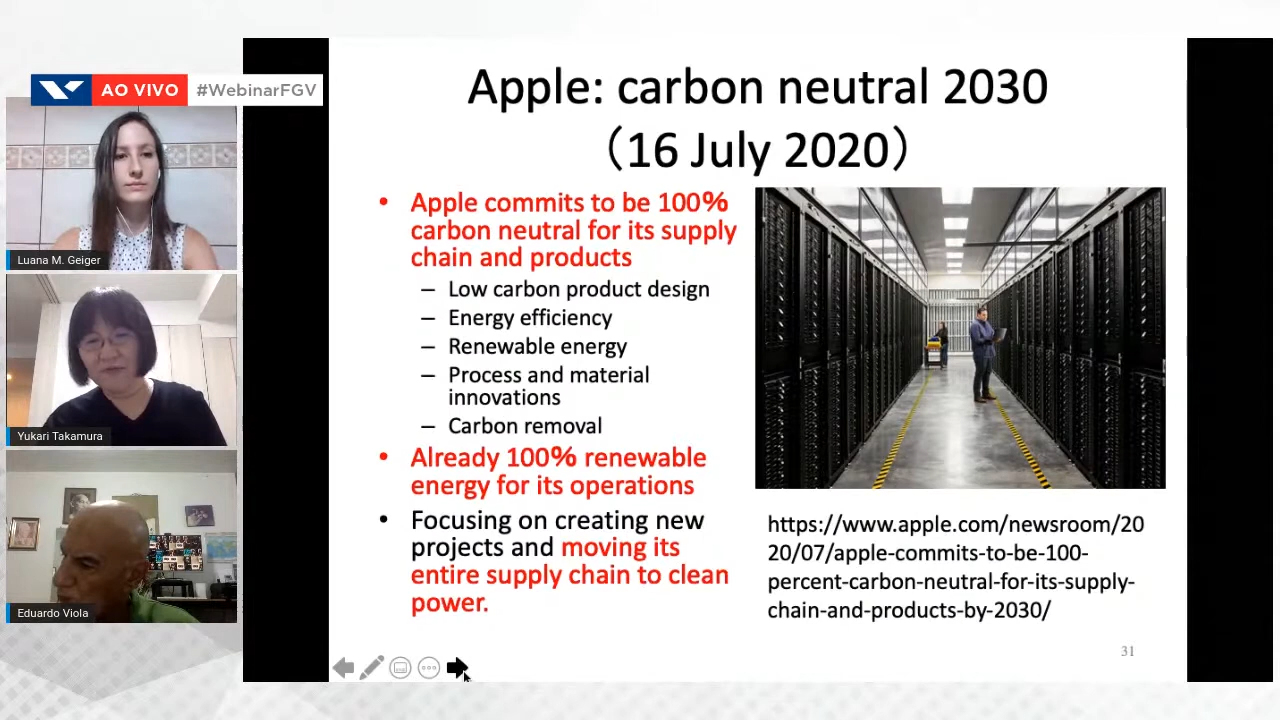 AO VIVO #WebinarFGV
Luana M. Geiger
Yukari Takamura
Eduardo Viola
Apple: carbon neutral 2030
（16 July 2020）
• Apple commits to be 100%
carbon neutral for its supply
chain and products
– Low carbon product design
– Energy efficiency
– Renewable energy
– Process and material
innovations
– Carbon removal
• Already 100% renewable
energy for its operations
• Focusing on creating new
projects and moving its
entire supply chain to clean
power.
https://www.apple.com/newsroom/20
20/07/apple-commits-to-be-100-
percent-carbon-neutral-for-its-supply-
chain-and-products-by-2030/
31